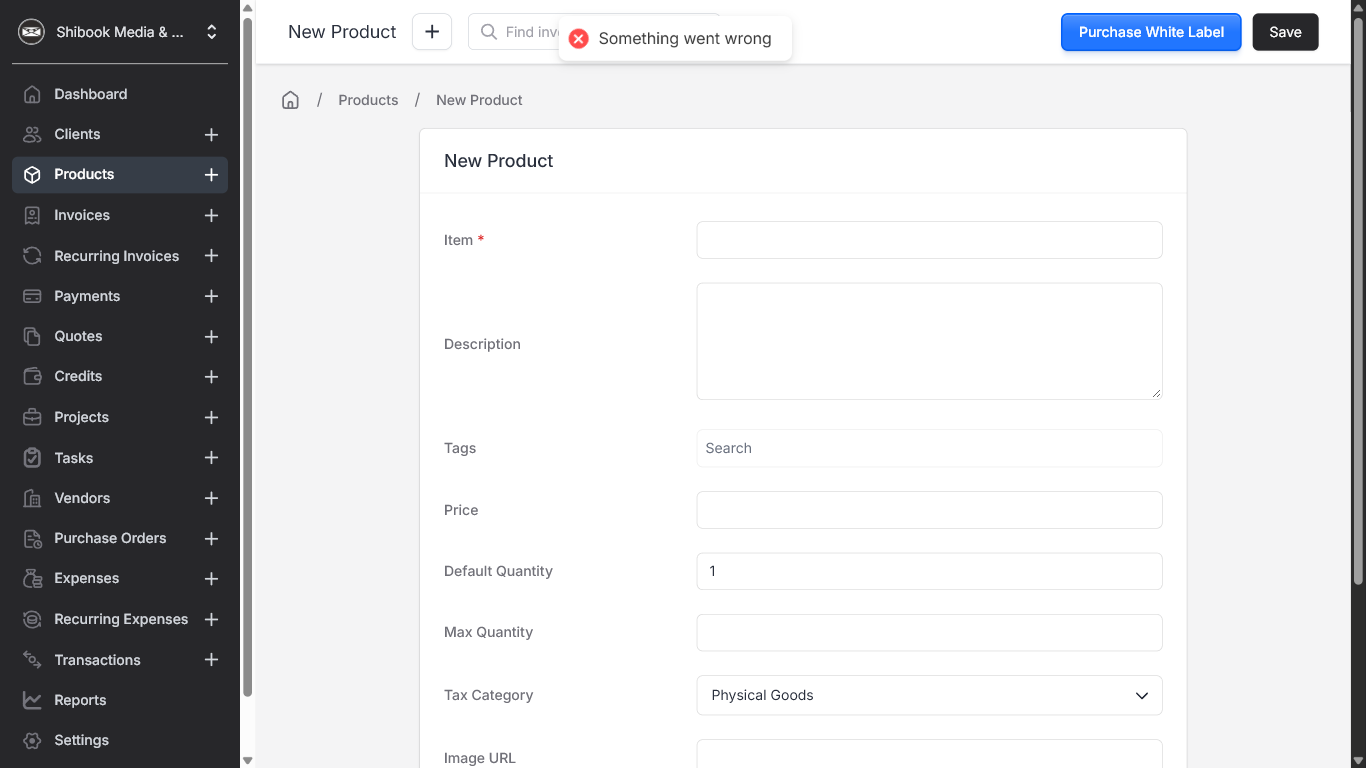 Shibook Media & ...
New Product
Find inv
Something went wrong
Purchase White Label
Save
Dashboard
Clients
Products
Invoices
Recurring Invoices
Payments
Quotes
Credits
Projects
Tasks
Vendors
Purchase Orders
Expenses
Recurring Expenses
Transactions
Reports
Settings
/ Products / New Product
New Product
Item *
Description
Tags
Search
Price
Default Quantity
1
Max Quantity
Tax Category
Physical Goods
Image URL